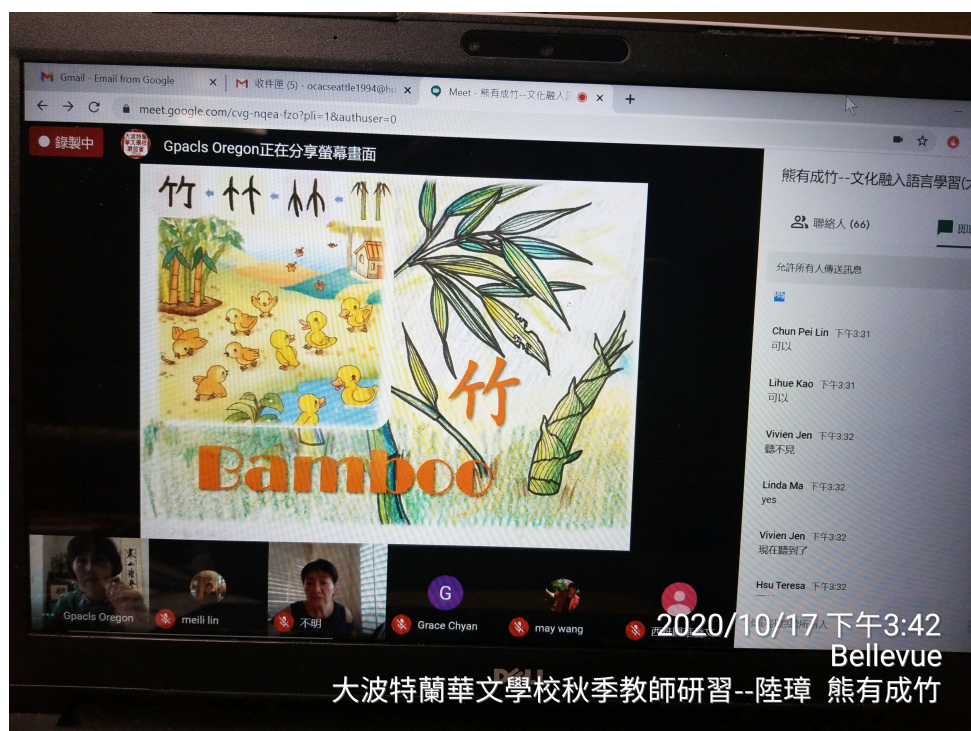 Gmail - Email from Google
收件匣 (5) - ocacseattle1994@ho
Meet - 熊有成竹--文化融入語
meet.google.com/cvg-nqea-fzo?pli=1&authuser=0
錄製中
Gpacls Oregon正在分享螢幕畫面
竹
竹
Bamboo
熊有成竹--文化融入語言學習(大
聯絡人 (66)
允許所有人傳送訊息
嗎
Chun Pei Lin 下午3:31
可以
Lihue Kao 下午3:31
可以
Vivien Jen 下午3:32
聽不見
Linda Ma 下午3:32
yes
Vivien Jen 下午3:32
現在聽到了
Hsu Teresa 下午3:32
Gpacls Oregon
meili lin
不明
G
Grace Chyan
may wang
DELL
2020/10/17 下午3:42
Bellevue
大波特蘭華文學校秋季教師研習--陸璋 熊有成竹